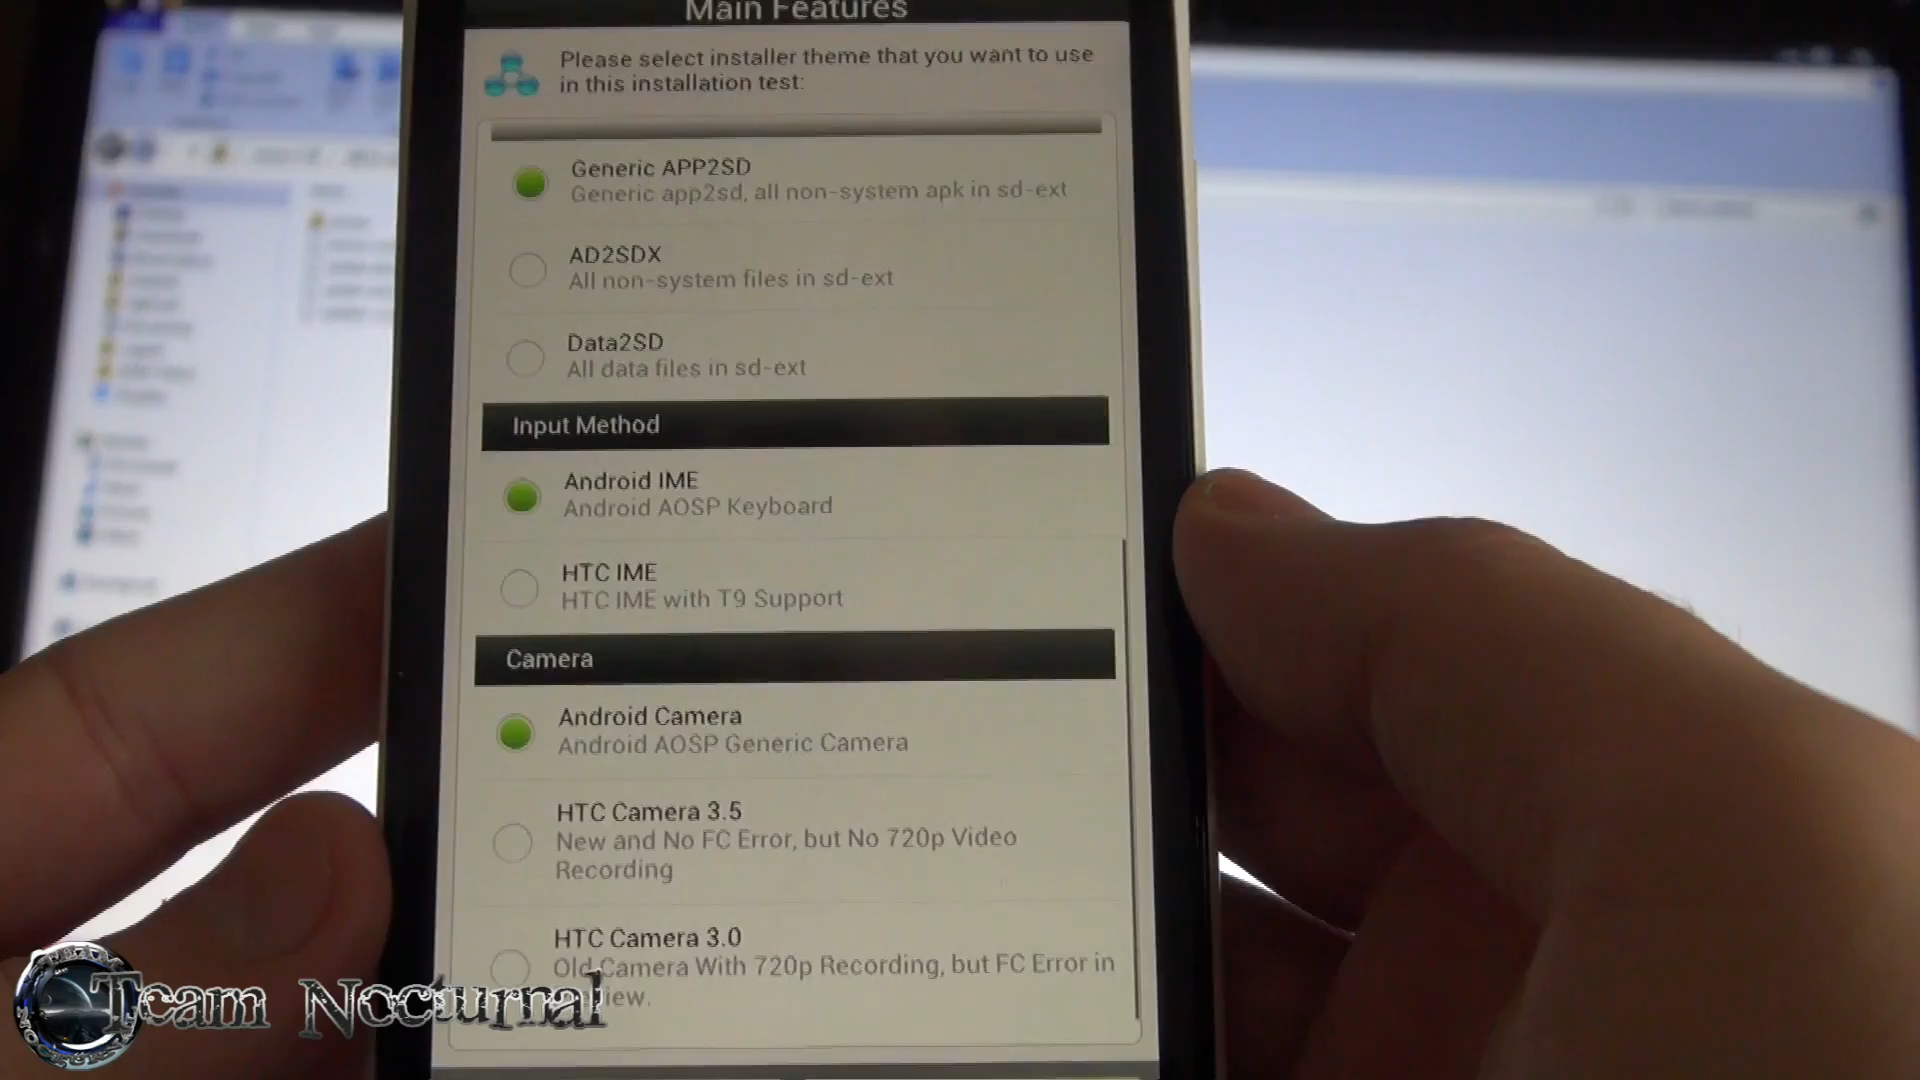 Main Features
Please select installer theme that you want to use
in this installation test:
Generic APP2SD
Generic app2sd, all non-system apk in sd-ext
AD2SDX
All non-system files in sd-ext
Data2SD
All data files in sd-ext
Input Method
Android IME
Android AOSP Keyboard
HTC IME
HTC IME with T9 Support
Camera
Android Camera
Android AOSP Generic Camera
HTC Camera 3.5
New and No FC Error, but No 720p Video
Recording
HTC Camera 3.0
Old Camera With 720p Recording, but FC Error in
Team Nocturnal